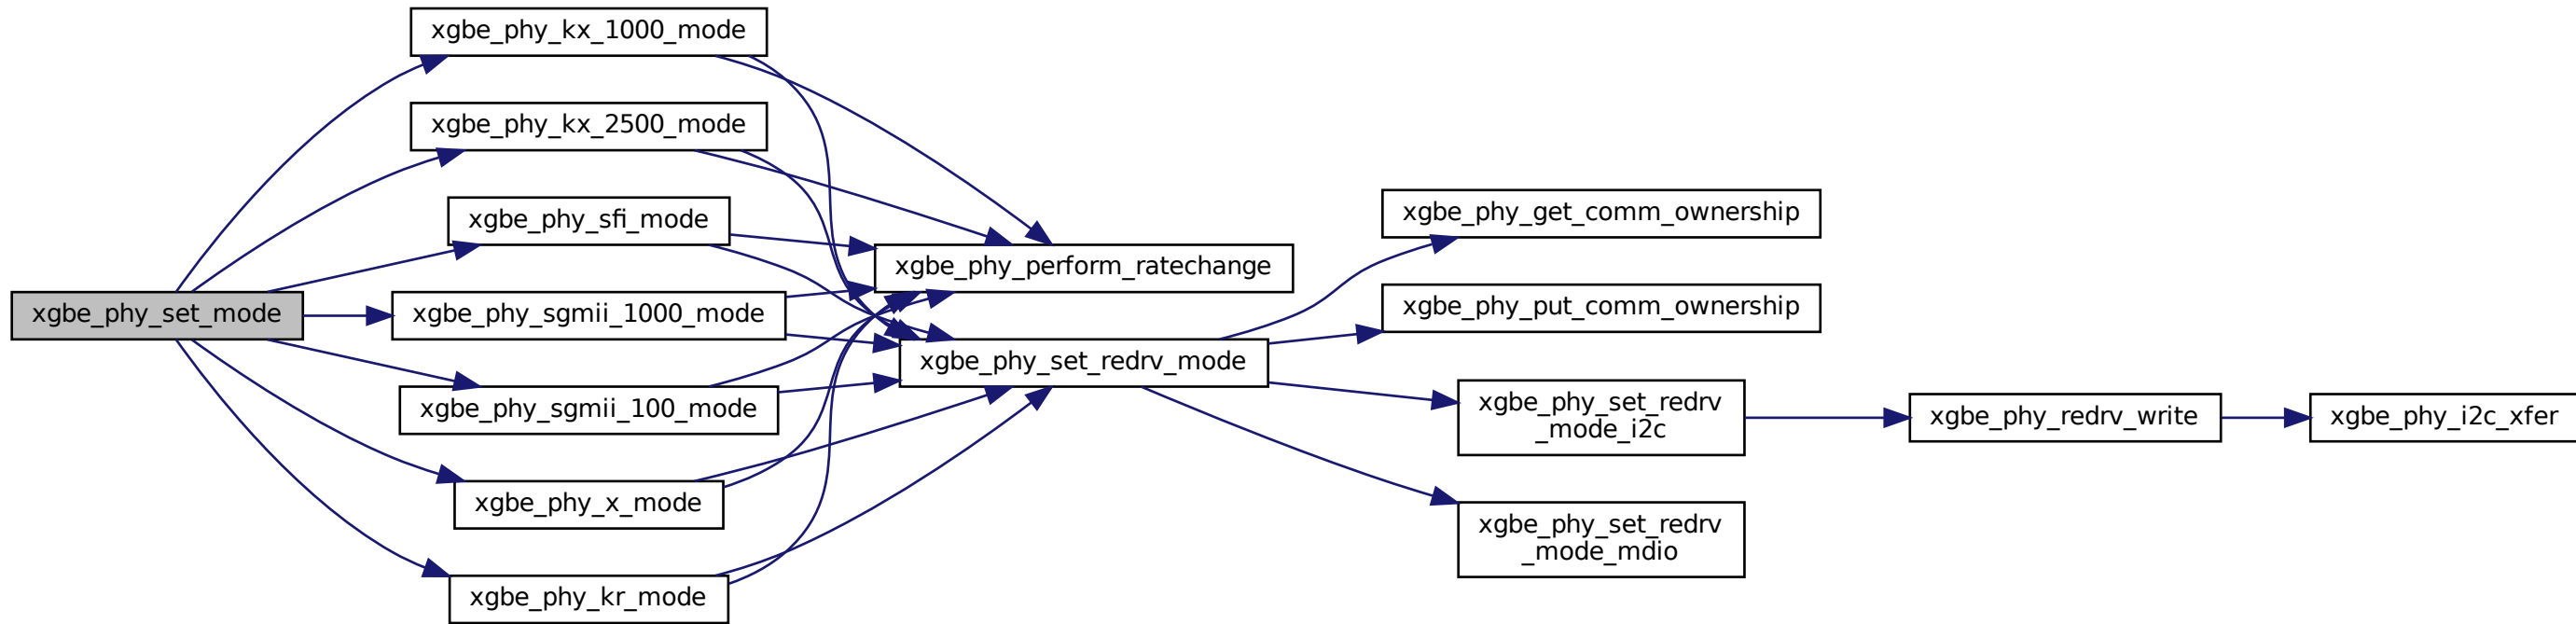 xgbe_phy_set_mode
xgbe_phy_kx_1000_mode
xgbe_phy_kx_2500_mode
xgbe_phy_sfi_mode
xgbe_phy_sgmii_1000_mode
xgbe_phy_sgmii_100_mode
xgbe_phy_x_mode
xgbe_phy_kr_mode
xgbe_phy_perform_ratechange
xgbe_phy_set_redrv_mode
xgbe_phy_get_comm_ownership
xgbe_phy_put_comm_ownership
xgbe_phy_set_redrv
_mode_i2c
xgbe_phy_set_redrv
_mode_mdio
xgbe_phy_redrv_write
xgbe_phy_i2c_xfer